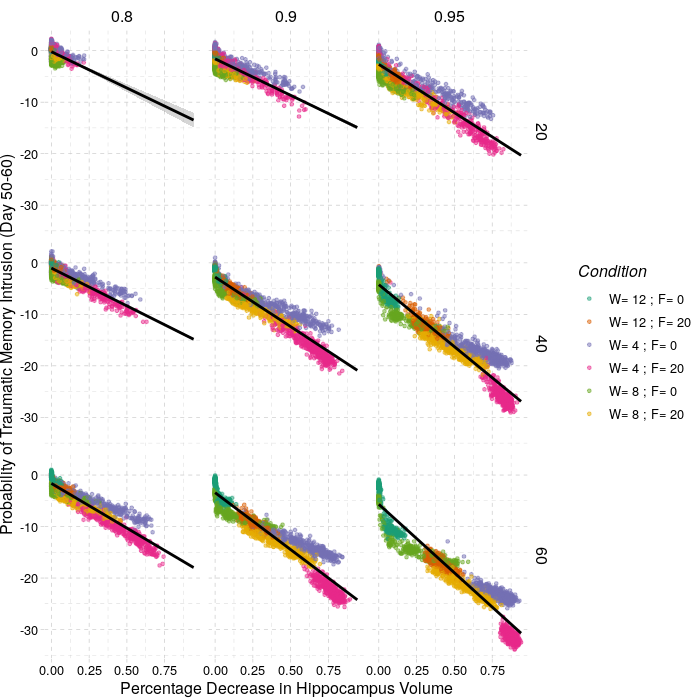 0.8 0.9 0.95
Probability of Traumatic Memory Intrusion (Day 50-60)
0
-10
-20
-30
20
0
-10
-20
-30
40
0
-10
-20
-30
60
0.00 0.25 0.50 0.75 0.00 0.25 0.50 0.75 0.00 0.25 0.50 0.75
Percentage Decrease in Hippocampus Volume
Condition
W= 12 ; F= 0
W= 12 ; F= 20
W= 4 ; F= 0
W= 4 ; F= 20
W= 8 ; F= 0
W= 8 ; F= 20